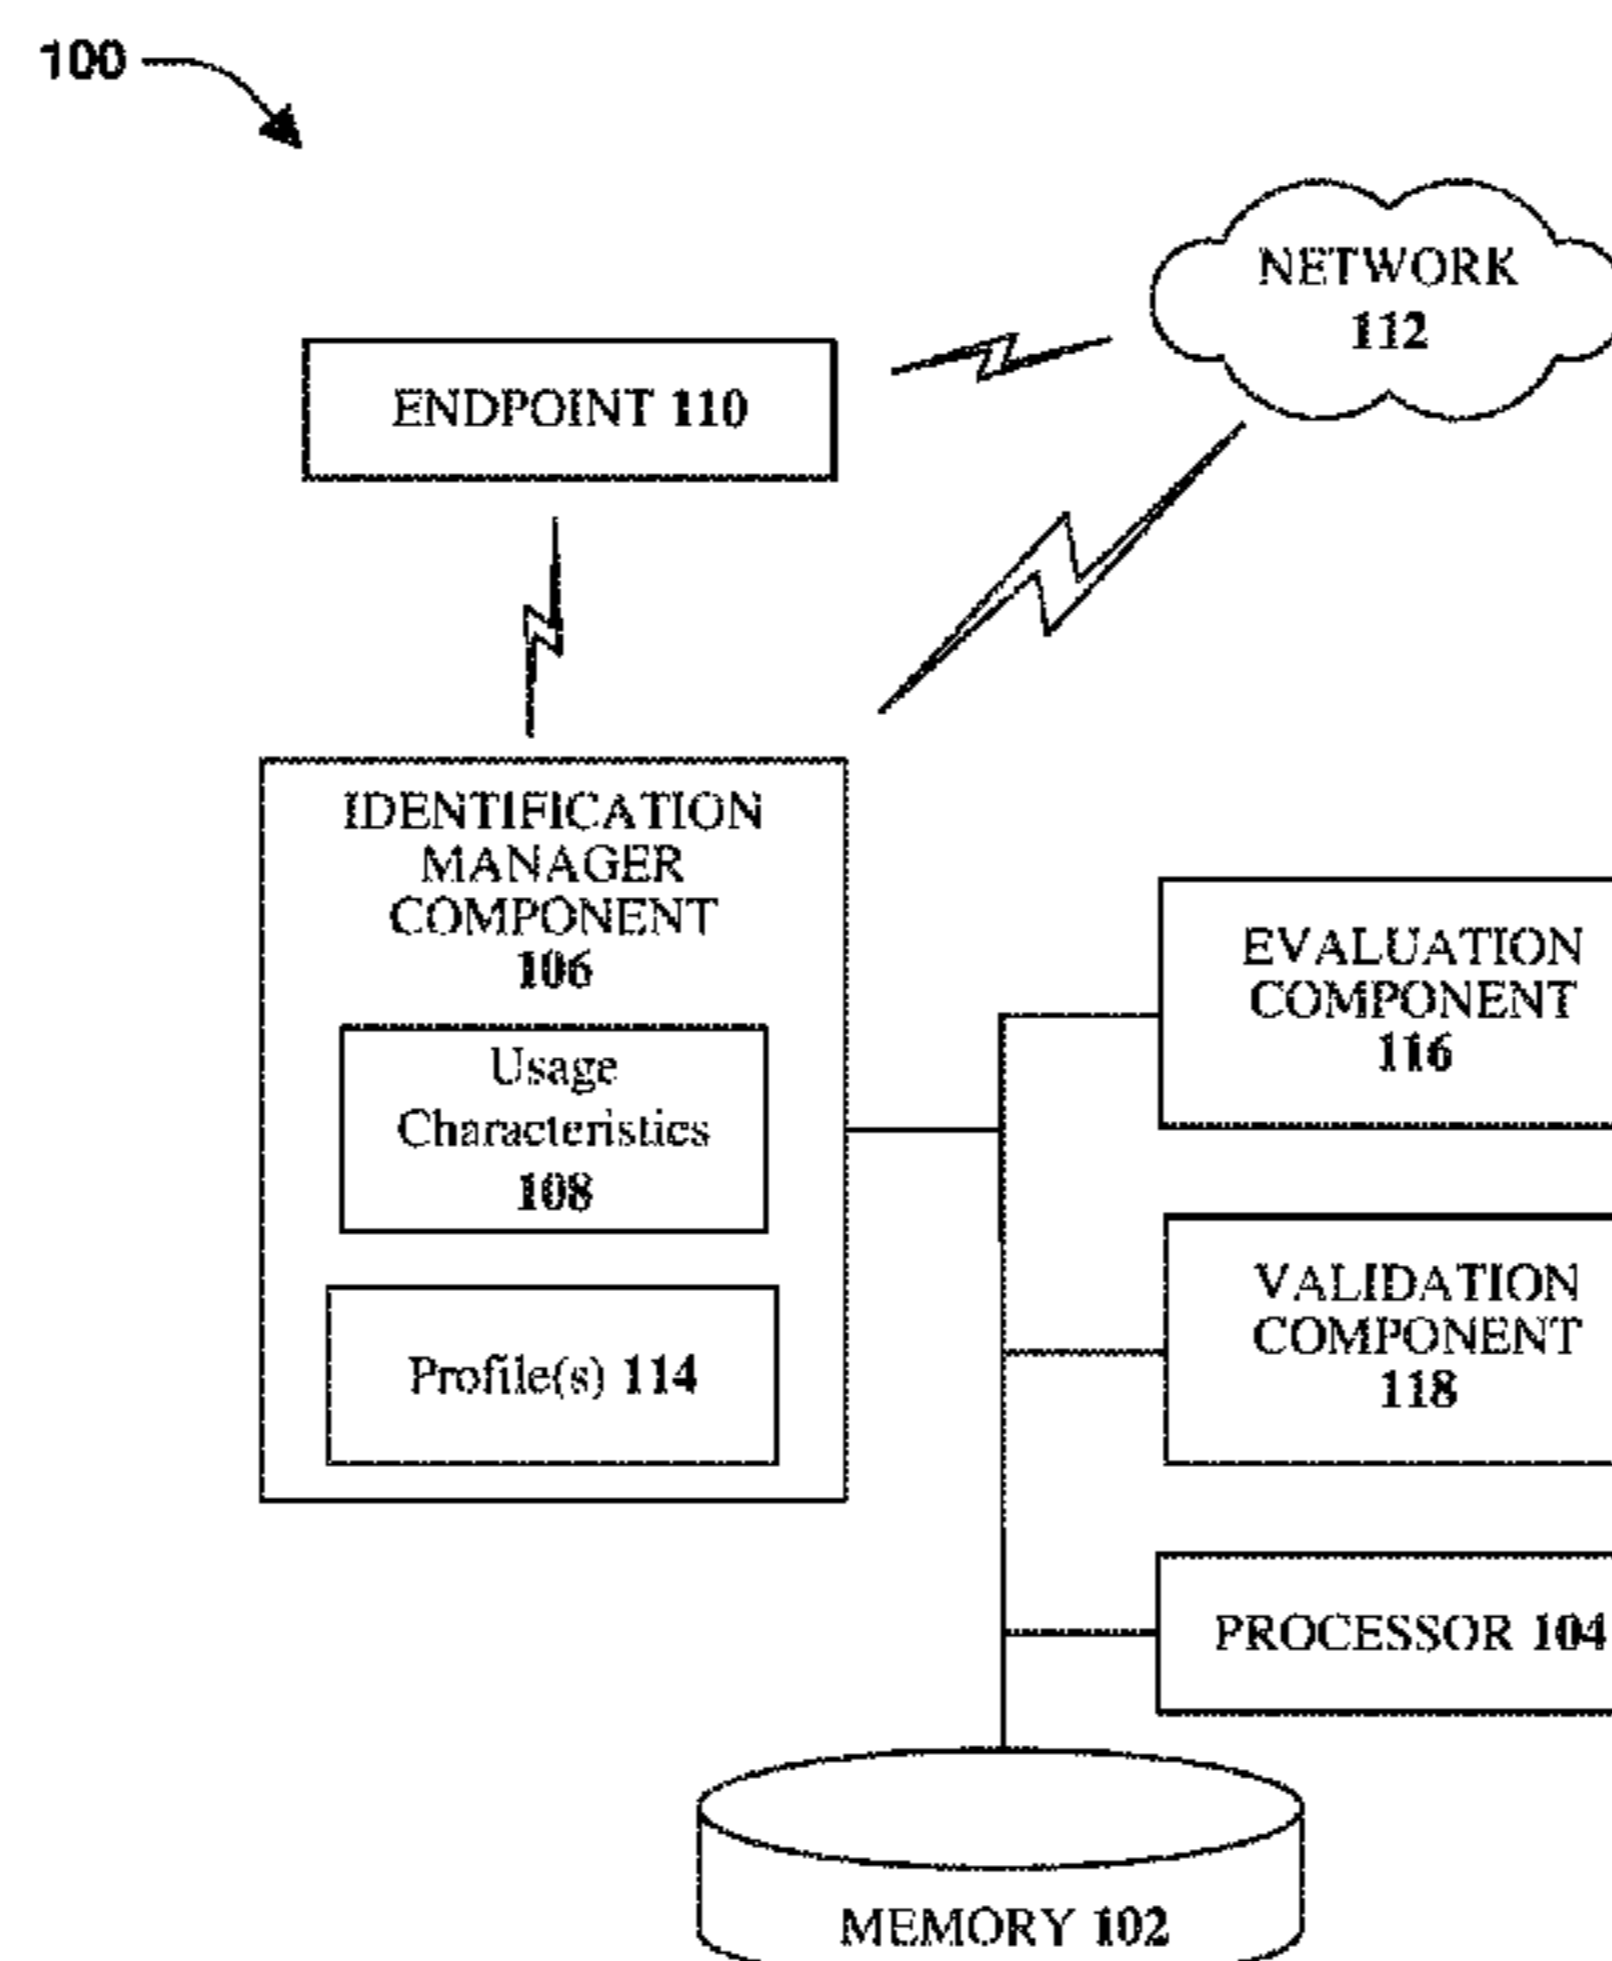 100
NETWORK
112
ENDPOINT 110
IDENTIFICATION
MANAGER
COMPONENT
106
Usage
Characteristics
108
Profile(s) 114
EVALUATION
COMPONENT
116
VALIDATION
COMPONENT
118
PROCESSOR 104
MEMORY 102